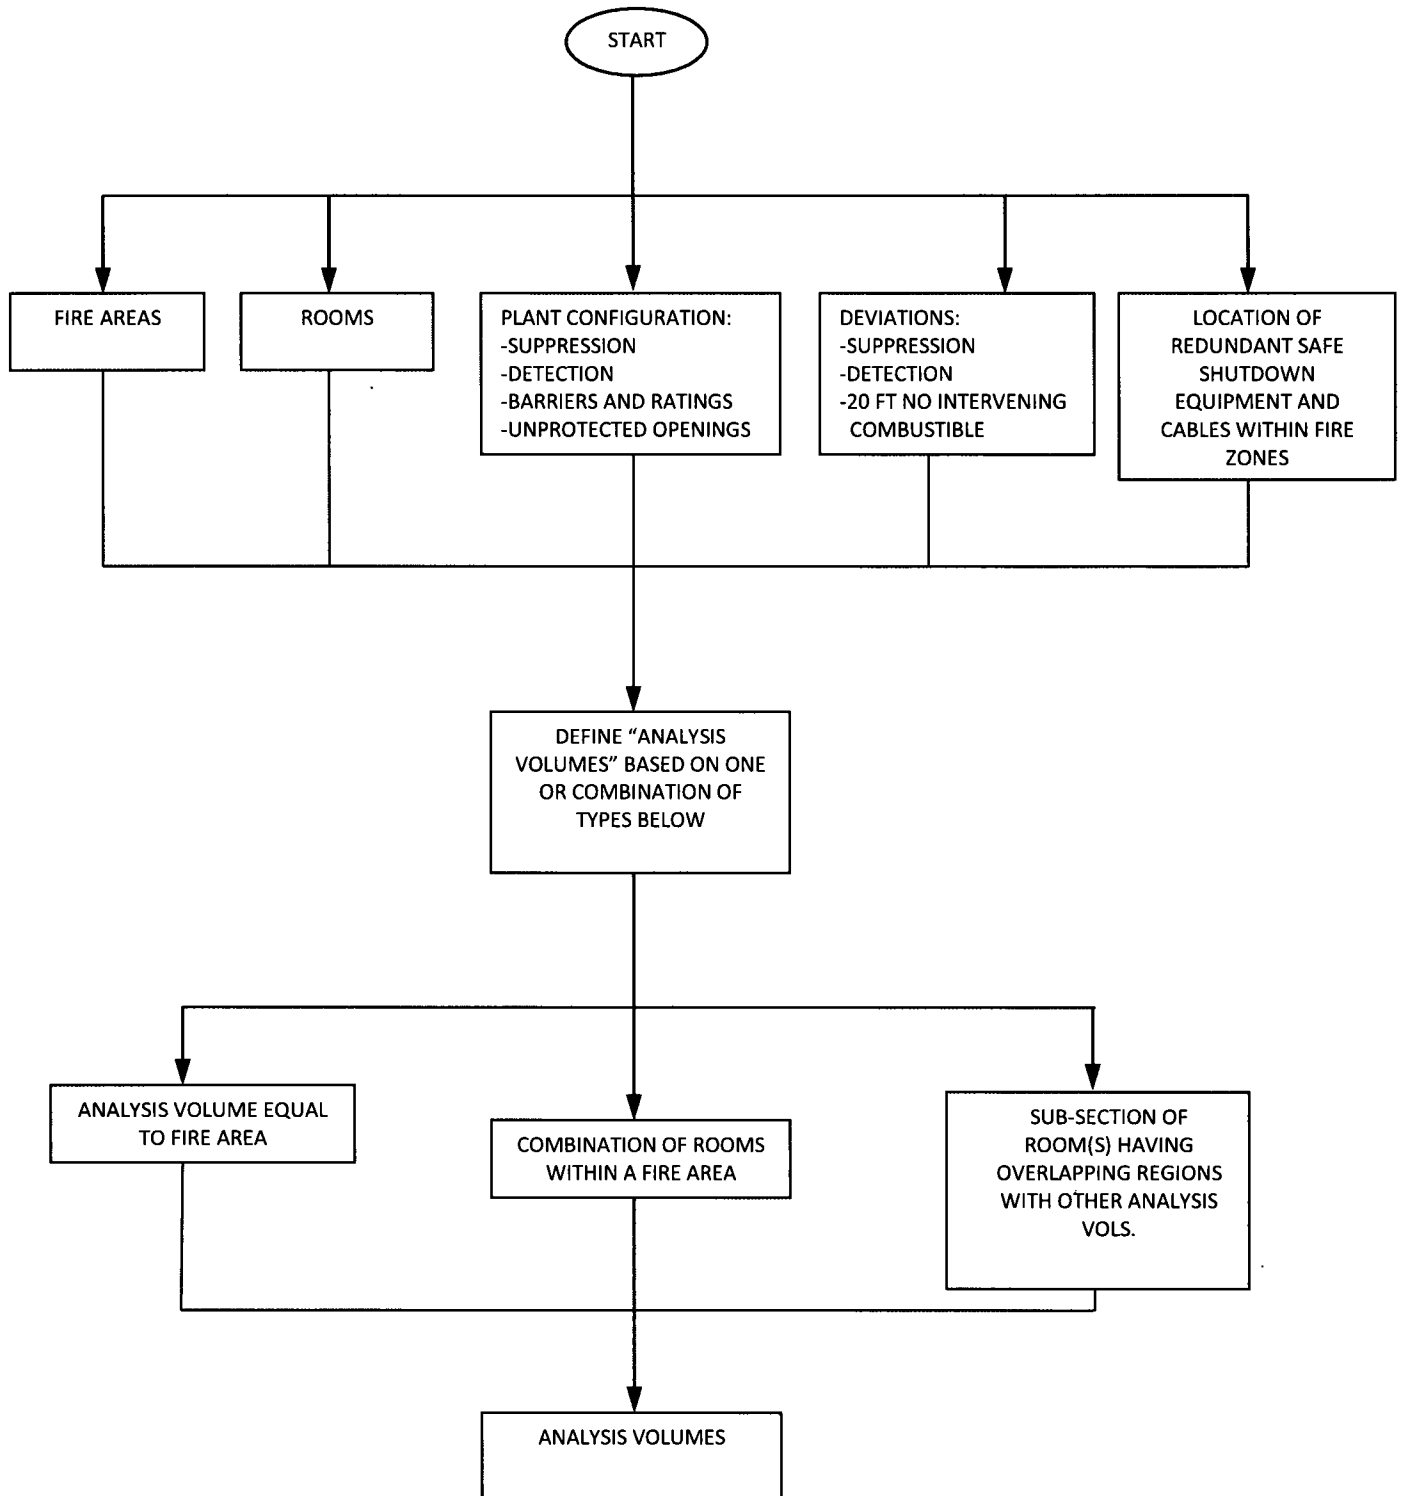 START
FIRE AREAS
ROOMS
PLANT CONFIGURATION:
-SUPPRESSION
-DETECTION
-BARRIERS AND RATINGS
-UNPROTECTED OPENINGS
DEVIATIONS:
-SUPPRESSION
-DETECTION
-20 FT NO INTERVENING
COMBUSTIBLE
LOCATION OF
REDUNDANT SAFE
SHUTDOWN
EQUIPMENT AND
CABLES WITHIN FIRE
ZONES
DEFINE “ANALYSIS
VOLUMES” BASED ON ONE
OR COMBINATION OF
TYPES BELOW
ANALYSIS VOLUME EQUAL
TO FIRE AREA
COMBINATION OF ROOMS
WITHIN A FIRE AREA
SUB-SECTION OF
ROOM(S) HAVING
OVERLAPPING REGIONS
WITH OTHER ANALYSIS
VOLS.
ANALYSIS VOLUMES